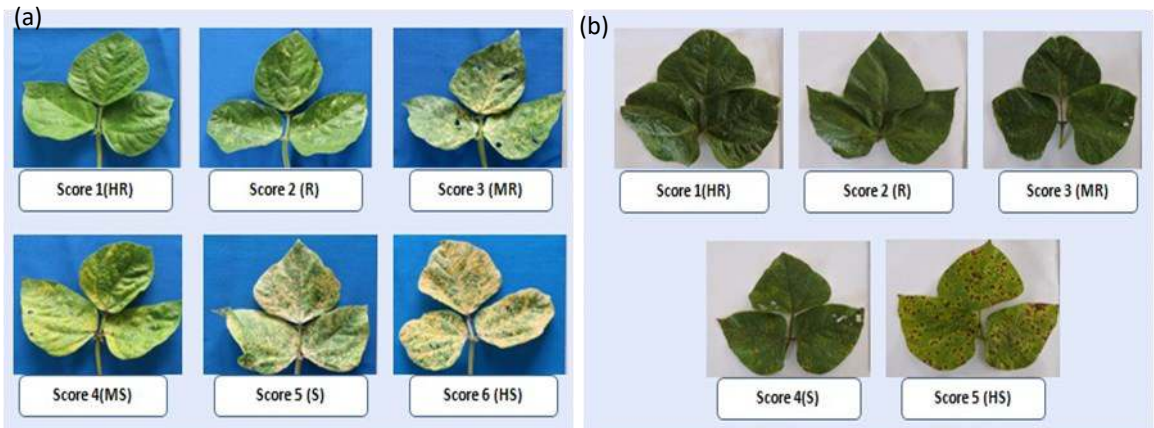 (a)
Score 1(HR)
Score 2 (R)
Score 3 (MR)
Score 4(MS)
Score 5 (S)
Score 6 (HS)
(b)
Score 1(HR)
Score 2 (R)
Score 3 (MR)
Score 4(S)
Score 5 (HS)